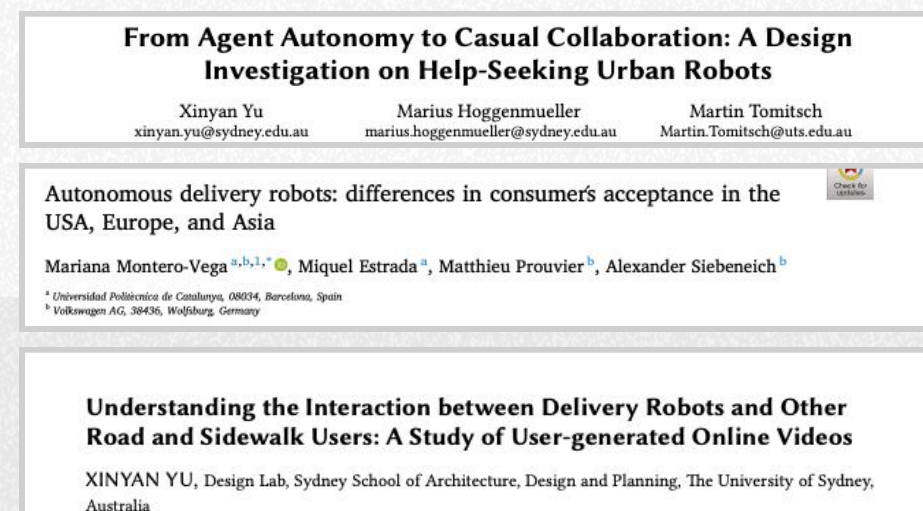 From Agent Autonomy to Casual Collaboration: A Design
Investigation on Help-Seeking Urban Robots
Xinyan Yu Marius Hoggenmueller Martin Tomitsch
xinyan.yu@sydney.edu.au marius.hoggenmueller@sydney.edu.au Martin.Tomitsch@uts.edu.au
Check for
updates
Autonomous delivery robots: differences in consumer's acceptance in the
USA, Europe, and Asia
Mariana Montero-Vega a,b,1,*, Miquel Estrada a, Matthieu Prouvier b, Alexander Siebeneich b
a Universidad Politècnica de Catalunya, 08034, Barcelona, Spain
b Volkswagen AG, 38436, Wolfsburg, Germany
Understanding the Interaction between Delivery Robots and Other
Road and Sidewalk Users: A Study of User-generated Online Videos
XINYAN YU, Design Lab, Sydney School of Architecture, Design and Planning, The University of Sydney,
Australia